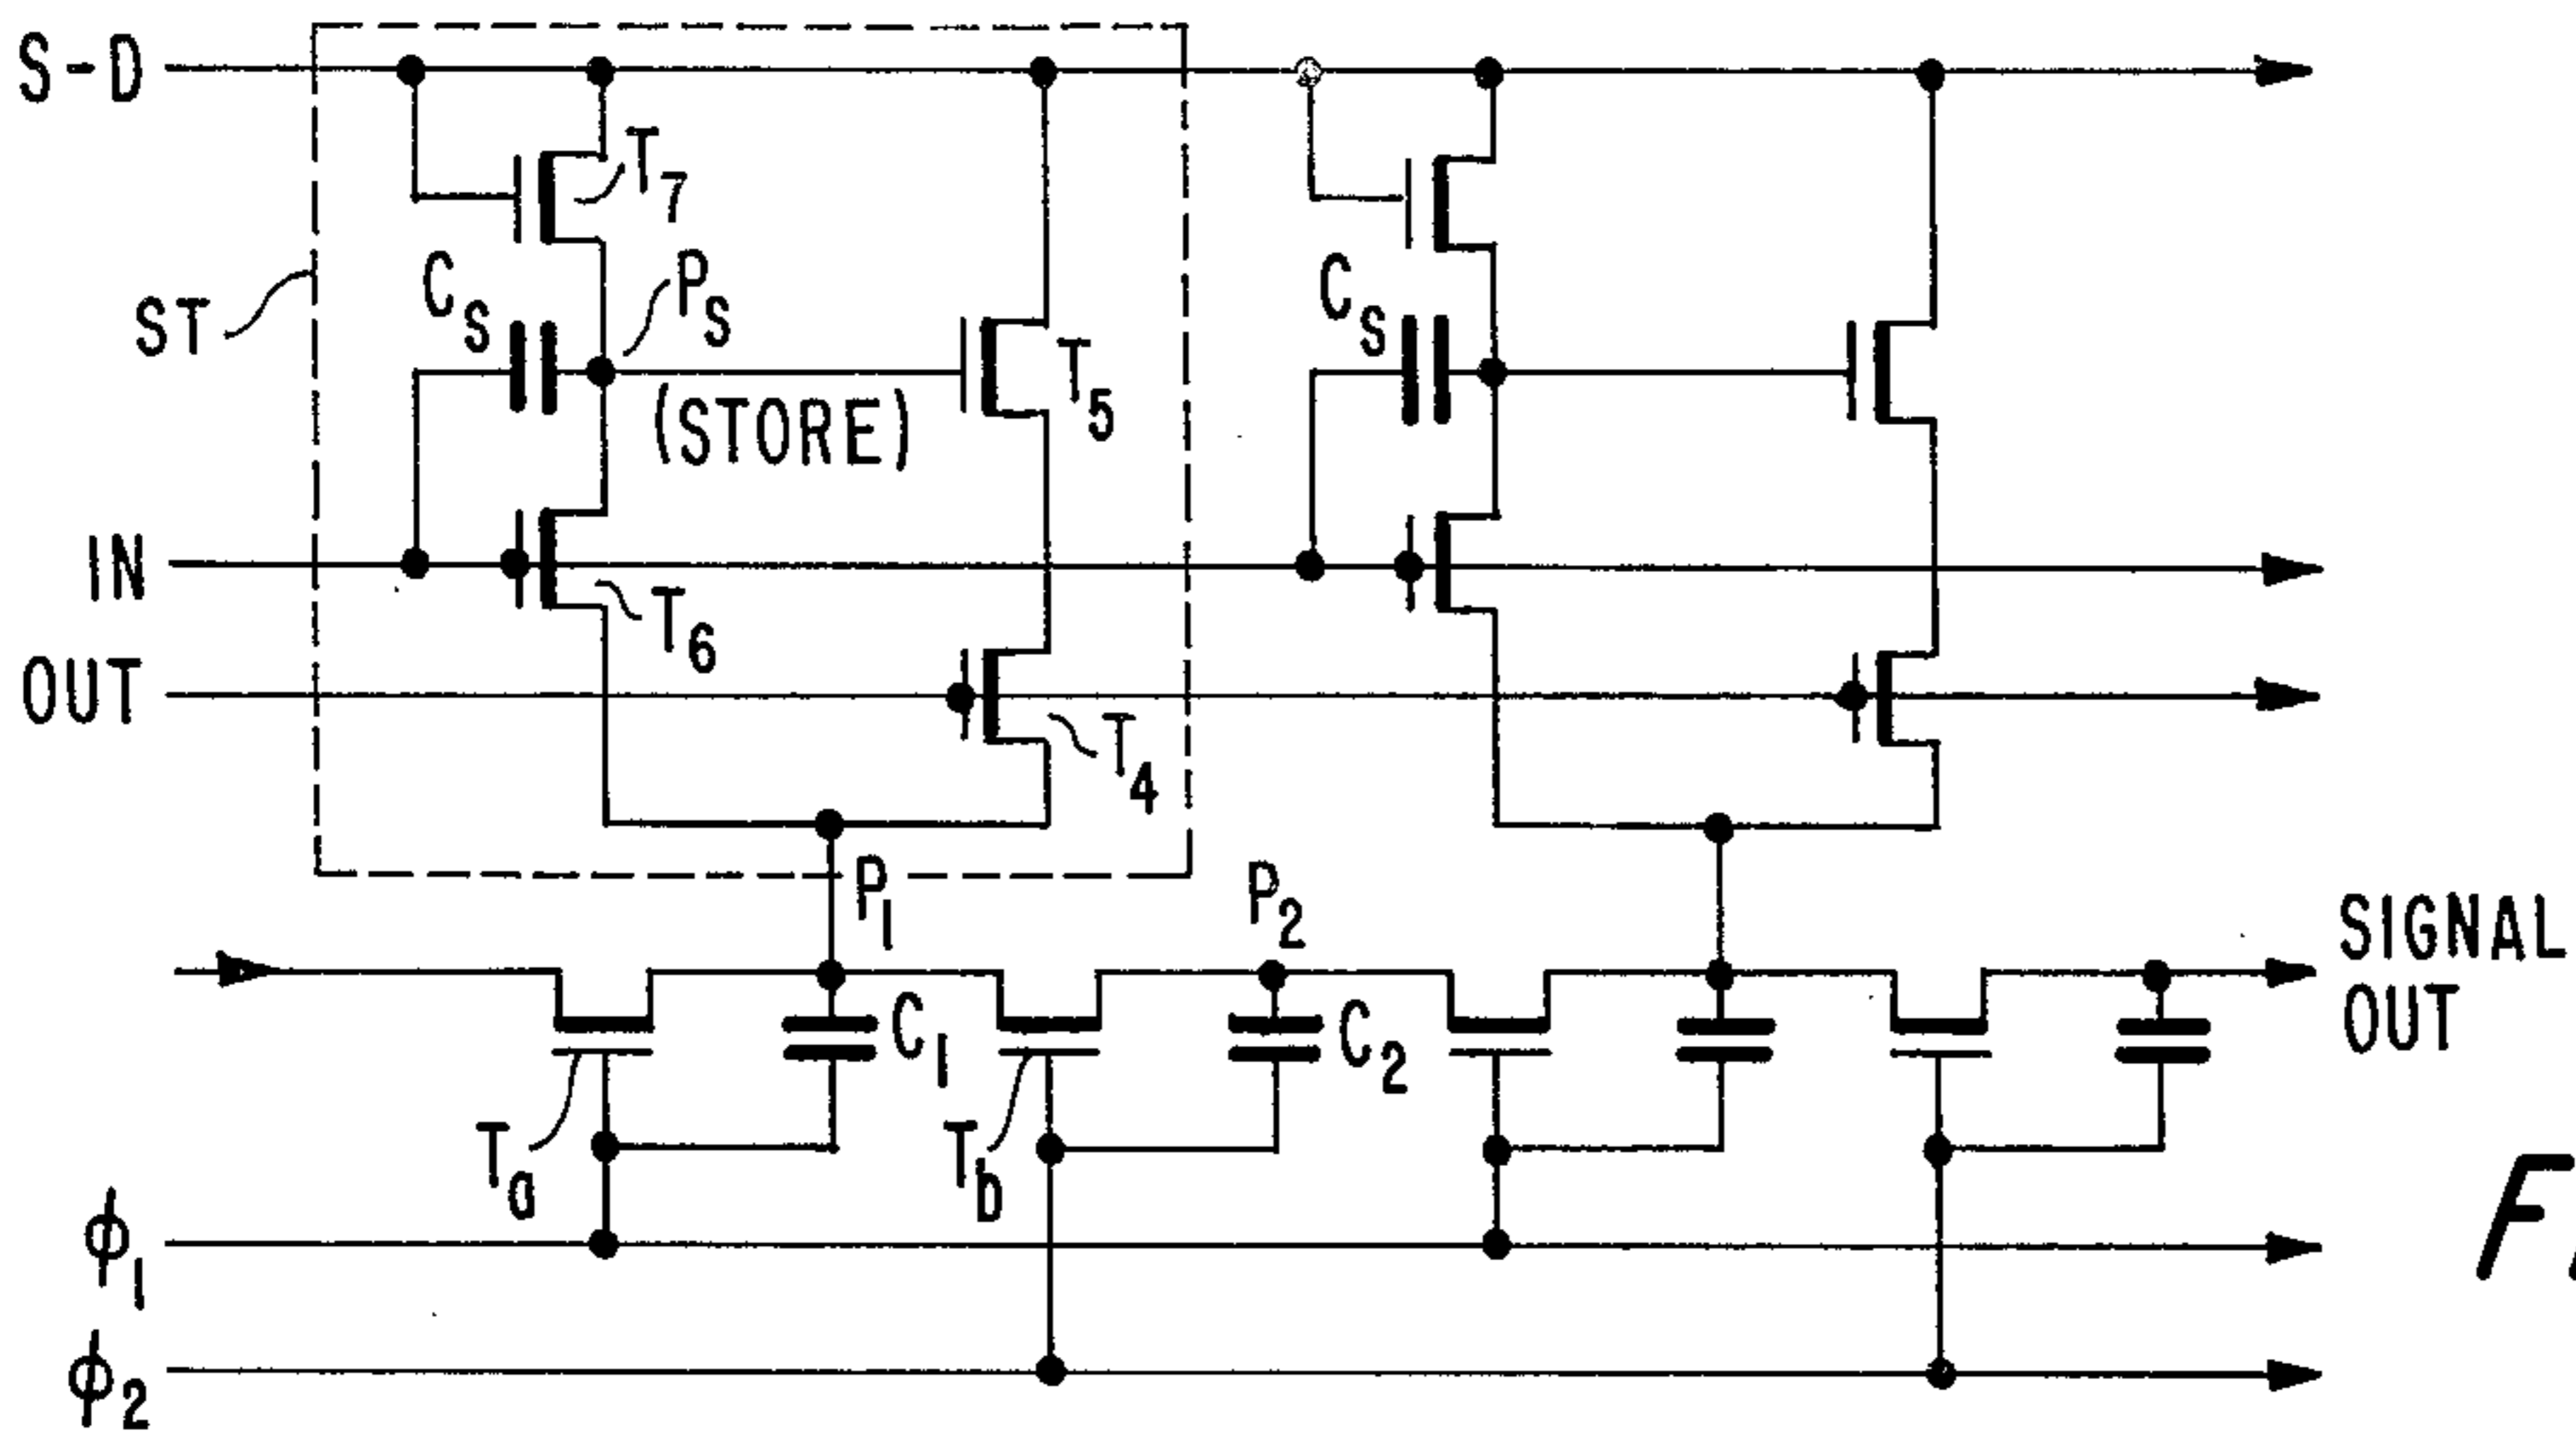 S-D
T7
CS
PS
CS
ST
(STORE)
T5
IN
T6
OUT
T4
P1
P2
SIGNAL
OUT
C1
C2
Ta
Tb
ϕ1
ϕ2